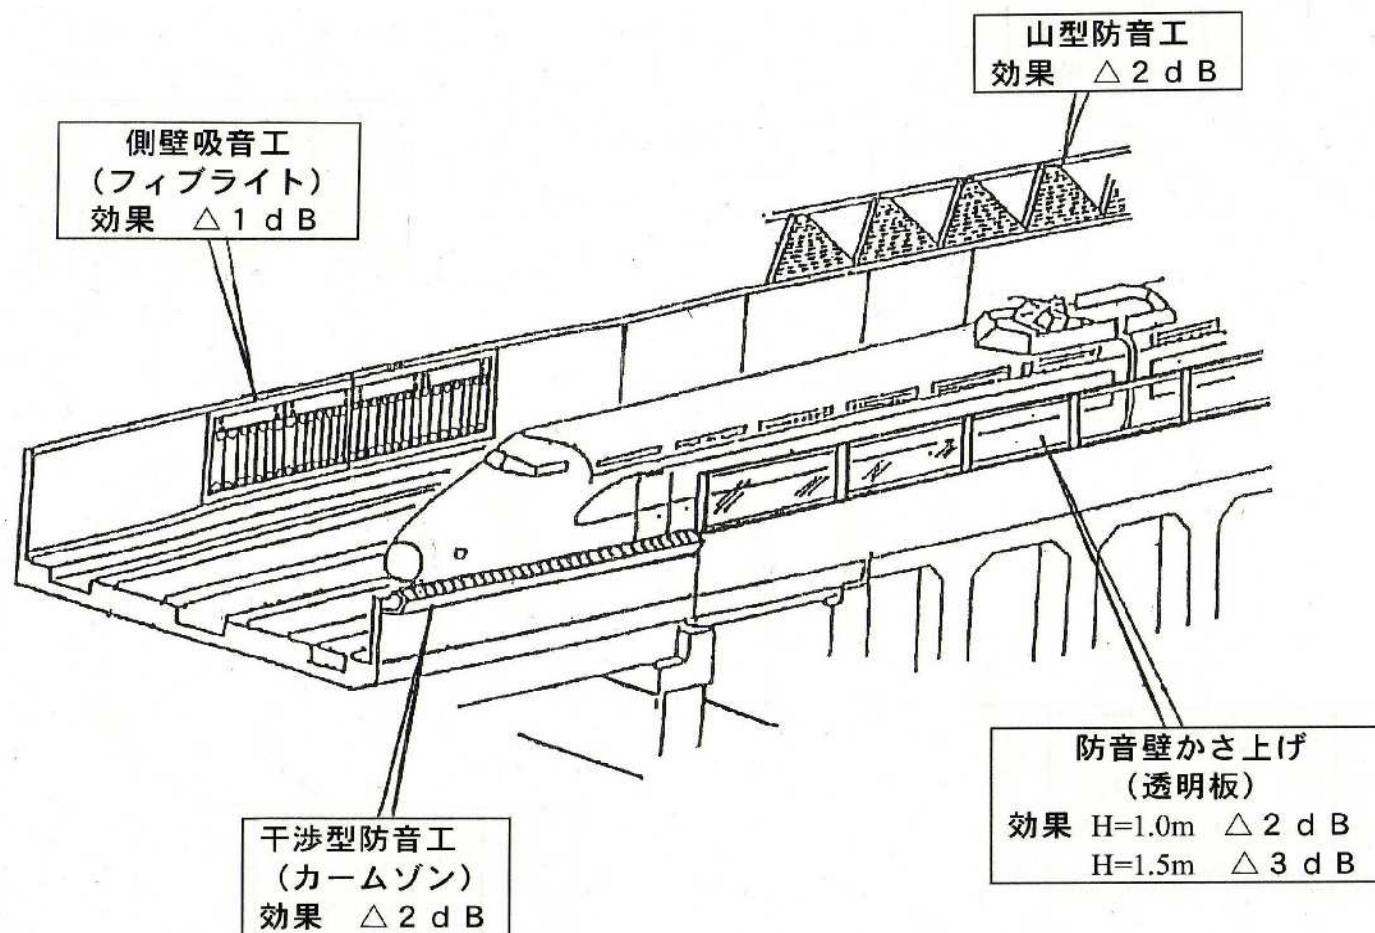 山型防音工
効果 △2dB
側壁吸音工
(フィブライト)
効果 △1dB
防音壁かさ上げ
(透明板)
効果 H=1.0m △2dB
H=1.5m △3dB
干渉型防音工
(カームゾン)
効果 △2dB